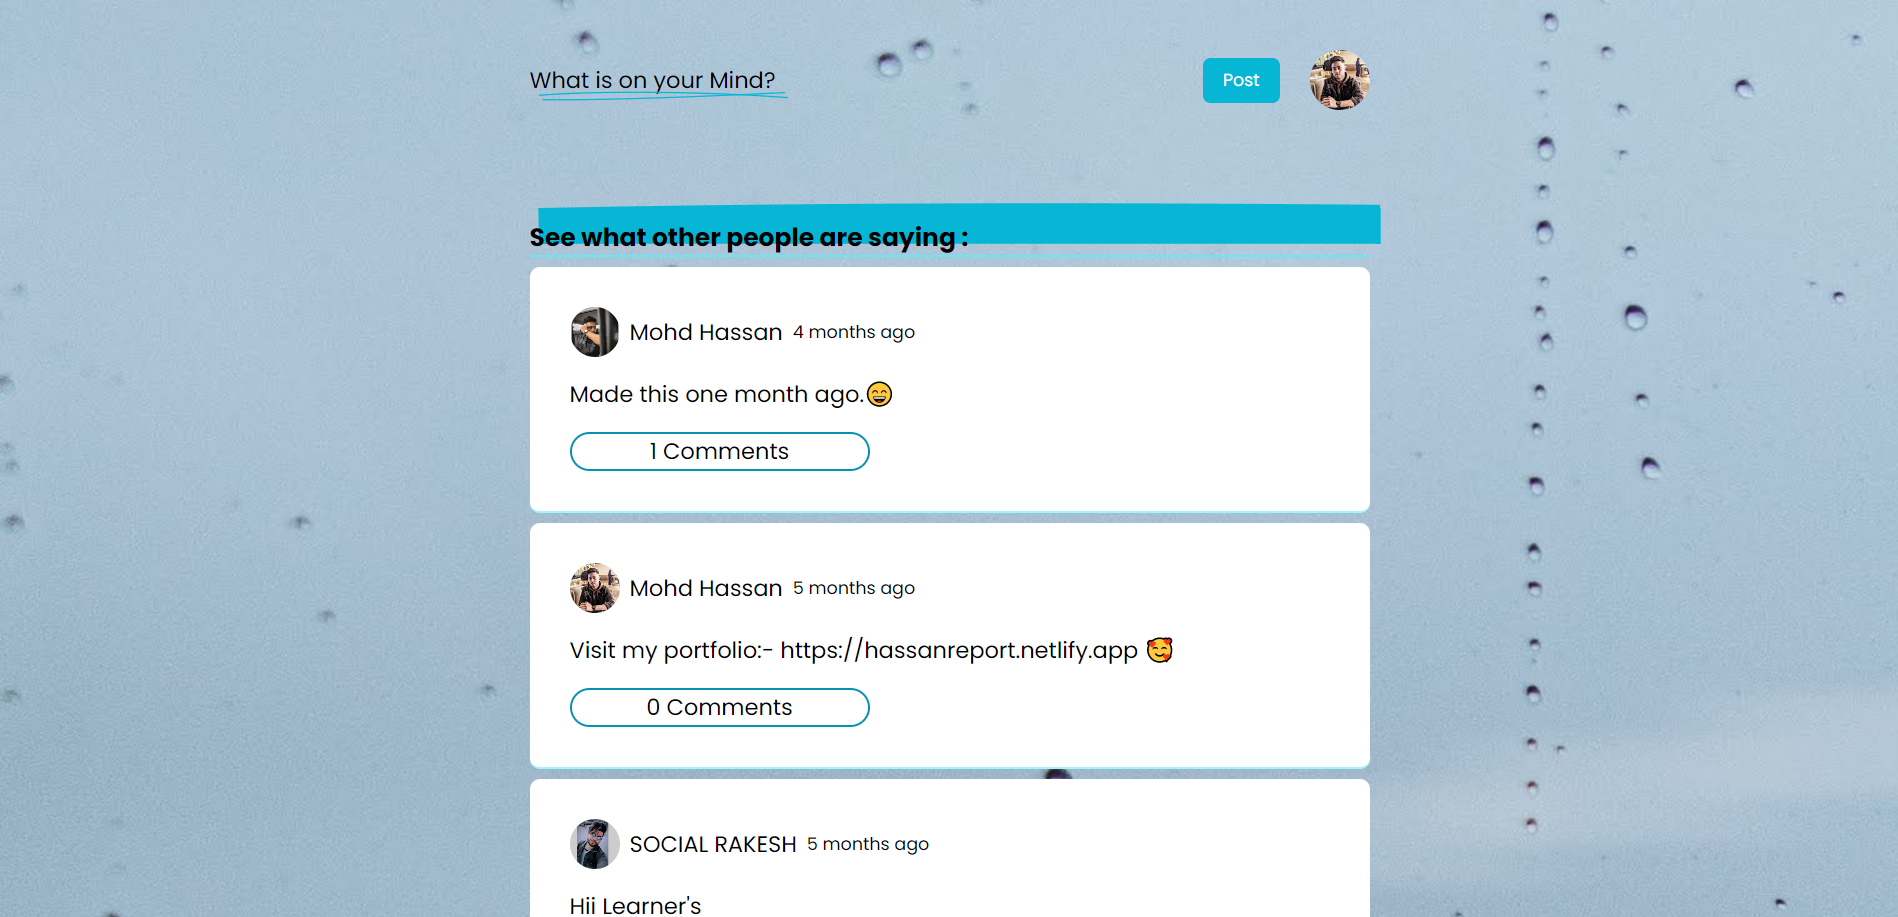 What is on your Mind?
Post
See what other people are saying :
Mohd Hassan 4 months ago
Made this one month ago.😄
1 Comments
Mohd Hassan 5 months ago
Visit my portfolio:- https://hassanreport.netlify.app 🥰
0 Comments
SOCIAL RAKESH 5 months ago
Hii Learner's